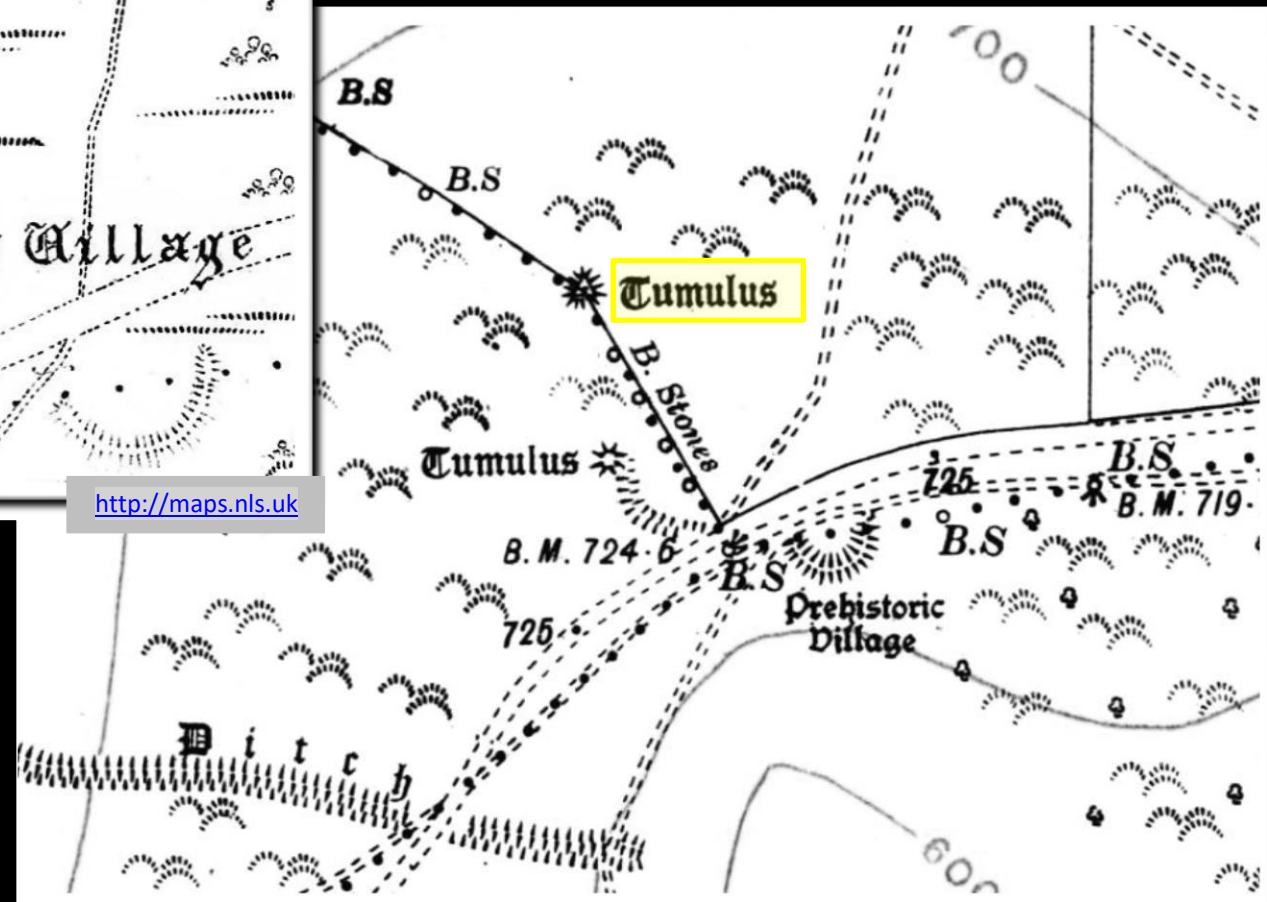 Village
http://maps.nls.uk
B.S
700
B.S
Tumulus
B. Stones
Tumulus
725
B.S
B.M. 719·
B.M. 724·6
B.S
B.S
Prehistoric
Village
725
Ditch
600